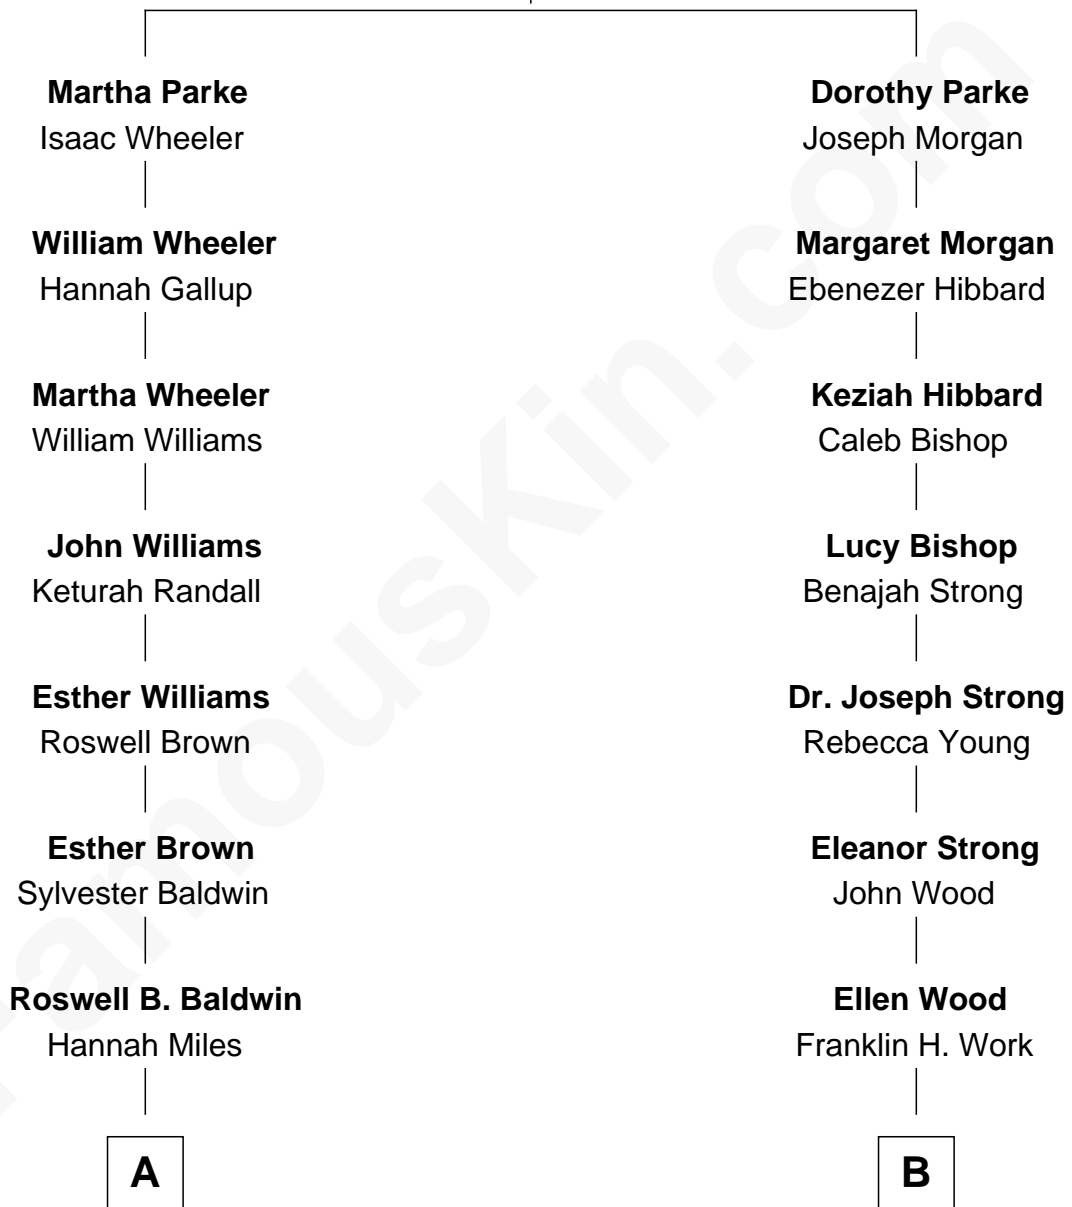 Martha Parke
Isaac Wheeler
William Wheeler
Hannah Gallup
Martha Wheeler
William Williams
John Williams
Keturah Randall
Esther Williams
Roswell Brown
Esther Brown
Sylvester Baldwin
Roswell B. Baldwin
Hannah Miles
A
Dorothy Parke
Joseph Morgan
Margaret Morgan
Ebenezer Hibbard
Keziah Hibbard
Caleb Bishop
Lucy Bishop
Benajah Strong
Dr. Joseph Strong
Rebecca Young
Eleanor Strong
John Wood
Ellen Wood
Franklin H. Work
B
FamousKin.com